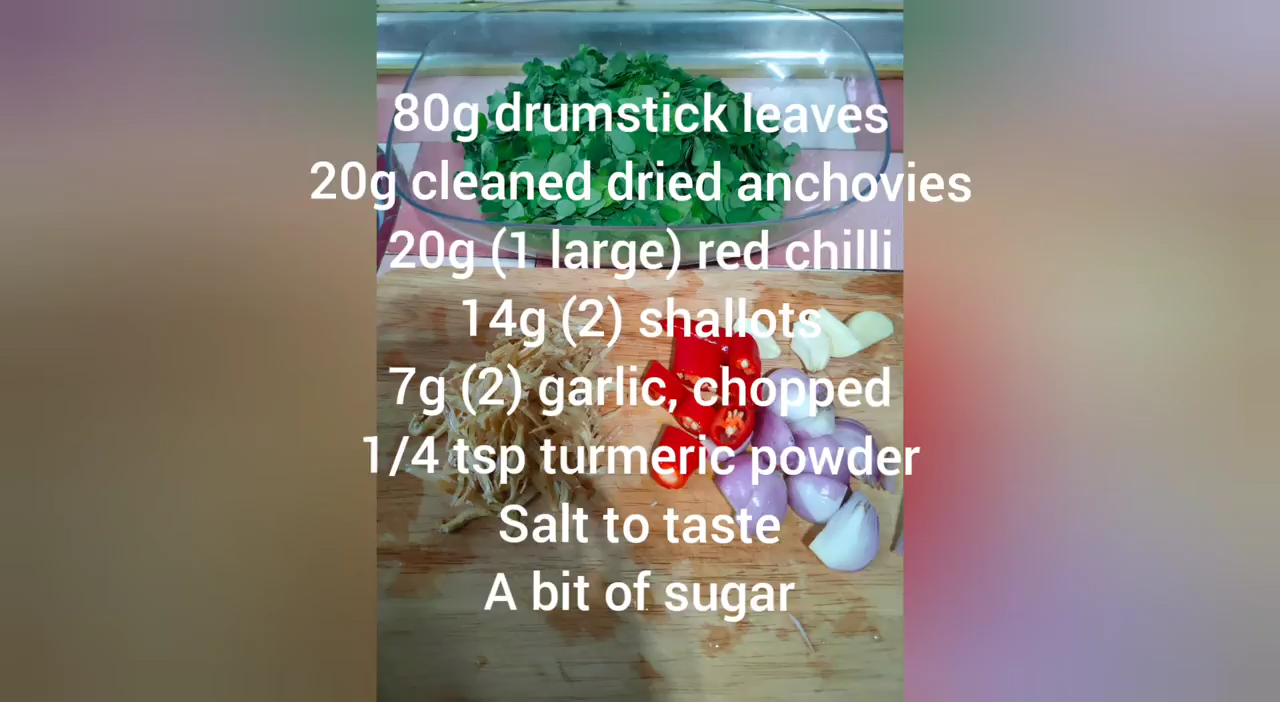 80g drumstick leaves
20g cleaned dried anchovies
20g (1 large) red chilli
14g (2) shallots
7g (2) garlic, chopped
1/4 tsp turmeric powder
Salt to taste
A bit of sugar